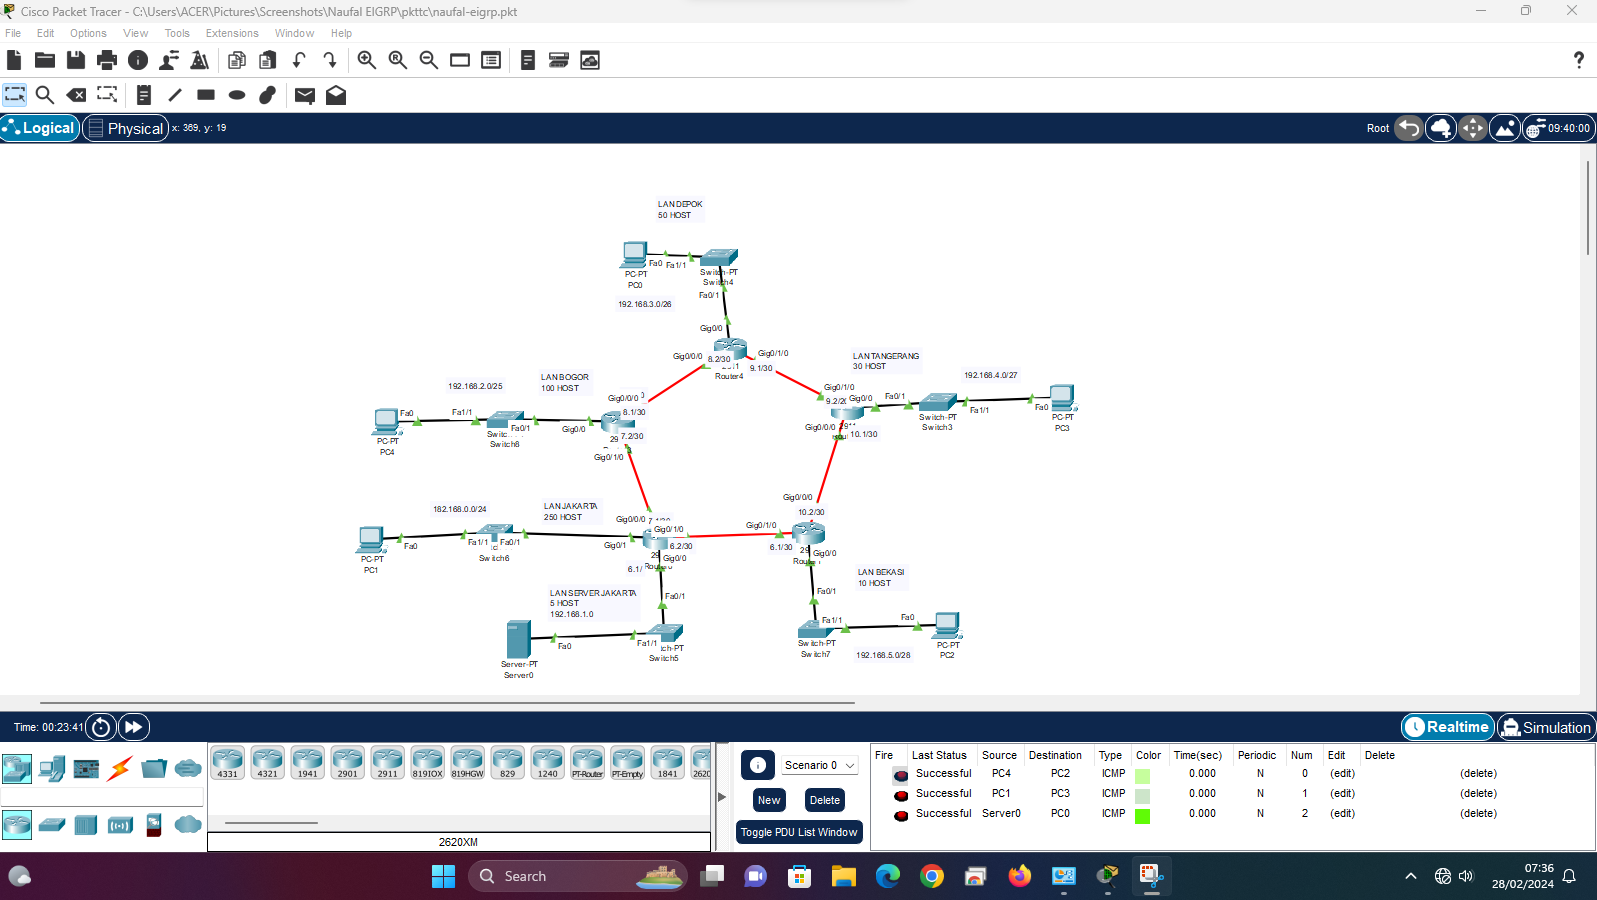 Cisco Packet Tracer - C:\Users\ACER\Pictures\Screenshots\Naufal EIGRP\pkttc\naufal-eigrp.pkt
File Edit Options View Tools Extensions Window Help
Logical Physical x: 369, y: 19 Root 09:40:00
LAN DEPOK
50 HOST
Fa0 Fa1/1
PC-PT
PC0
Switch-PT
Switch4
Fa0/1
192.168.3.0/26
Gig0/0
Gig0/0/0 8.2/30 Gig0/1/0
9.1/30
Router4
LAN TANGERANG
30 HOST
192.168.4.0/27
Gig0/1/0
Gig0/0 Fa0/1
Fa1/1 Fa0
Switch-PT
Switch3
PC-PT
PC3
Gig0/0/0
10.1/30
LAN BOGOR
100 HOST
192.168.2.0/25
Gig0/0/0
8.1/30
Fa0 Fa1/1
Fa0/1 Gig0/0
7.2/30
PC-PT
PC4
Switch8
Gig0/1/0
182.168.0.0/24
LAN JAKARTA
250 HOST
Gig0/0/0
Gig0/1/0
Fa0 Fa1/1 Fa0/1 Gig0/1
6.2/30
Gig0/0
PC-PT
PC1
Switch6
Gig0/0/0
10.2/30
Gig0/1/0
6.1/30
Gig0/0
LAN BEKASI
10 HOST
Fa0/1
Fa1/1 Fa0
Switch-PT
Switch7
PC-PT
PC2
192.168.5.0/28
LAN SERVER JAKARTA
5 HOST
192.168.1.0
Fa0/1
Fa0 Fa1/1
Switch5
Server-PT
Server0
Time: 00:23:41 Realtime Simulation
4331 4321 1941 2901 2911 819IOX 819HGW 829 1240 PT-Router PT-Empty 1841 2620
2620XM
Scenario 0
New Delete
Toggle PDU List Window
Fire Last Status Source Destination Type Color Time(sec) Periodic Num Edit Delete
Successful PC4 PC2 ICMP 0.000 N 0 (edit) (delete)
Successful PC1 PC3 ICMP 0.000 N 1 (edit) (delete)
Successful Server0 PC0 ICMP 0.000 N 2 (edit) (delete)
Search
07:36
28/02/2024